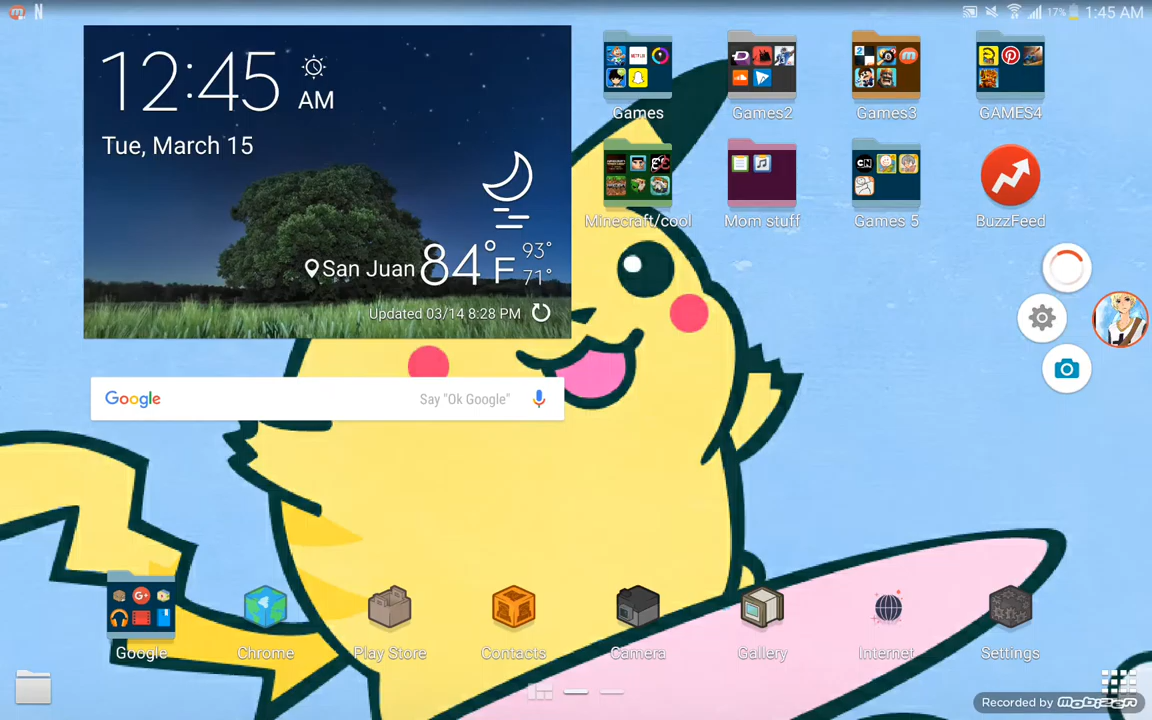 17% 1:45 AM
12:45
AM
Tue, March 15
San Juan 84°F 93° 71°
Updated 03/14 8:28 PM
Google Say "Ok Google"
Games Games2 Games3 GAMES4
Minecraft/cool Mom stuff Games 5 BuzzFeed
Google Chrome Play Store Contacts Camera Gallery Internet Settings
Recorded by mobizen